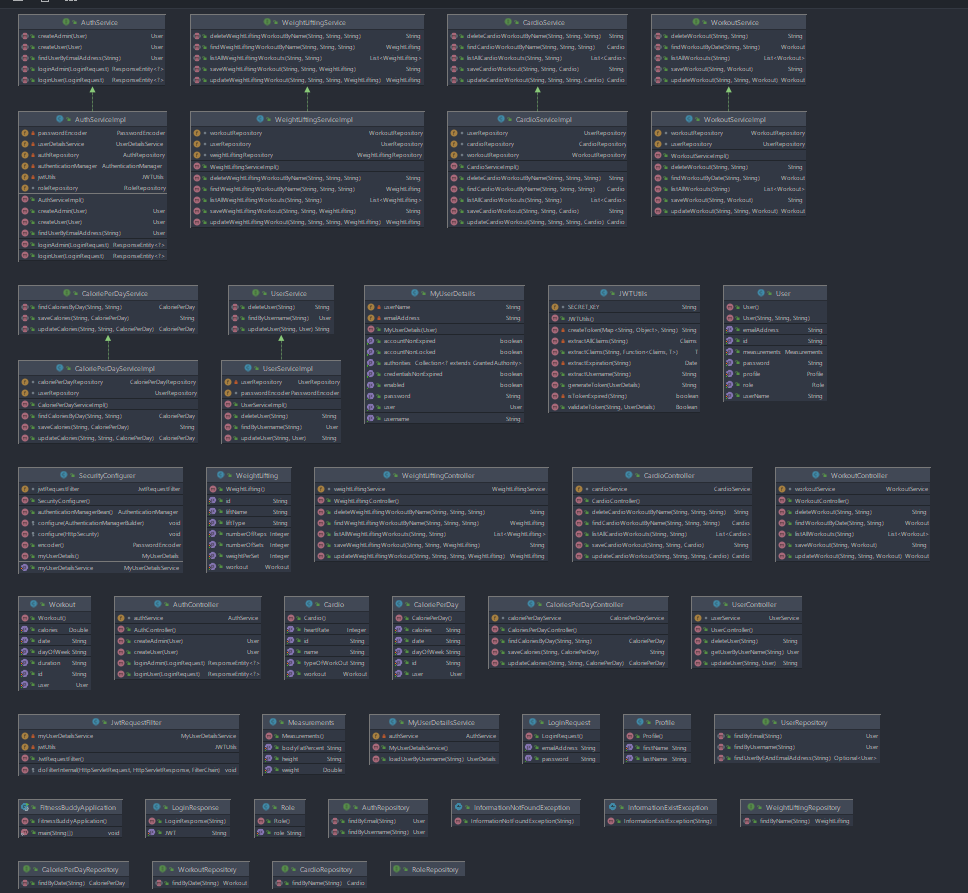 AuthService
createAdmin(User) User
createUser(User) User
findUserByEmailAddress(String) User
loginAdmin(LoginRequest) ResponseEntity<?>
loginUser(LoginRequest) ResponseEntity<?>
WeightLiftingService
deleteWeightLiftingWorkoutByName(String, String, String) String
findWeightLiftingWorkoutByName(String, String, String) WeightLifting
listAllWeightLiftingWorkouts(String, String) List<WeightLifting>
saveWeightLiftingWorkout(String, String, WeightLifting) String
updateWeightLiftingWorkout(String, String, String, WeightLifting) WeightLifting
CardioService
deleteCardioWorkoutByName(String, String, String) String
findCardioWorkoutByName(String, String, String) Cardio
listAllCardioWorkouts(String, String) List<Cardio>
saveCardioWorkout(String, String, Cardio) String
updateCardioWorkout(String, String, String, Cardio) Cardio
WorkoutService
deleteWorkout(String, String) String
findWorkoutByDate(String, String) Workout
listAllWorkouts(String) List<Workout>
saveWorkout(String, Workout) String
updateWorkout(String, String, Workout) Workout
AuthServiceImpl
passwordEncoder PasswordEncoder
userDetailsService UserDetailsService
authRepository AuthRepository
authenticationManager AuthenticationManager
jwtUtils JWTUtils
roleRepository RoleRepository
AuthServiceImpl()
createAdmin(User) User
createUser(User) User
findUserByEmailAddress(String) User
loginAdmin(LoginRequest) ResponseEntity<?>
loginUser(LoginRequest) ResponseEntity<?>
WeightLiftingServiceImpl
workoutRepository WorkoutRepository
userRepository UserRepository
weightLiftingRepository WeightLiftingRepository
WeightLiftingServiceImpl()
deleteWeightLiftingWorkoutByName(String, String, String) String
findWeightLiftingWorkoutByName(String, String, String) WeightLifting
listAllWeightLiftingWorkouts(String, String) List<WeightLifting>
saveWeightLiftingWorkout(String, String, WeightLifting) String
updateWeightLiftingWorkout(String, String, String, WeightLifting) WeightLifting
CardioServiceImpl
userRepository UserRepository
cardioRepository CardioRepository
workoutRepository WorkoutRepository
CardioServiceImpl()
deleteCardioWorkoutByName(String, String, String) String
findCardioWorkoutByName(String, String, String) Cardio
listAllCardioWorkouts(String, String) List<Cardio>
saveCardioWorkout(String, String, Cardio) String
updateCardioWorkout(String, String, String, Cardio) Cardio
WorkoutServiceImpl
workoutRepository WorkoutRepository
userRepository UserRepository
WorkoutServiceImpl()
deleteWorkout(String, String) String
findWorkoutByDate(String, String) Workout
listAllWorkouts(String) List<Workout>
saveWorkout(String, Workout) String
updateWorkout(String, String, Workout) Workout
CaloriePerDayService
findCaloriesByDay(String, String) CaloriePerDay
saveCalories(String, CaloriePerDay) String
updateCalories(String, String, CaloriePerDay) CaloriePerDay
UserService
deleteUser(String) String
findByUsername(String) User
updateUser(String, User) String
MyUserDetails
userName String
emailAddress String
MyUserDetails(User)
accountNonExpired boolean
accountNonLocked boolean
authorities Collection<? extends GrantedAuthority>
credentialsNonExpired boolean
enabled boolean
password String
user User
username String
JWTUtils
SECRET_KEY String
JWTUtils()
createToken(Map<String, Object>, String) String
extractAllClaims(String) Claims
extractClaims(String, Function<Claims, T>) T
extractExpiration(String) Date
extractUsername(String) String
generateToken(UserDetails) String
isTokenExpired(String) boolean
validateToken(String, UserDetails) Boolean
User
User()
User(String, String, String)
emailAddress String
id String
measurements Measurements
password String
profile Profile
role Role
userName String
CaloriePerDayServiceImpl
caloriePerDayRepository CaloriePerDayRepository
userRepository UserRepository
CaloriePerDayServiceImpl()
findCaloriesByDay(String, String) CaloriePerDay
saveCalories(String, CaloriePerDay) String
updateCalories(String, String, CaloriePerDay) CaloriePerDay
UserServiceImpl
userRepository UserRepository
passwordEncoder PasswordEncoder
UserServiceImpl()
deleteUser(String) String
findByUsername(String) User
updateUser(String, User) String
SecurityConfigurer
jwtRequestFilter JwtRequestFilter
SecurityConfigurer()
authenticationManagerBean() AuthenticationManager
configure(AuthenticationManagerBuilder) void
configure(HttpSecurity) void
encoder() PasswordEncoder
myUserDetails() MyUserDetails
myUserDetailsService MyUserDetailsService
WeightLifting
WeightLifting()
id String
liftName String
liftType String
numberOfReps Integer
numberOfSets Integer
weightPerSet Integer
workout Workout
WeightLiftingController
weightLiftingService WeightLiftingService
WeightLiftingController()
deleteWeightLiftingWorkoutByName(String, String, String) String
findWeightLiftingWorkoutByName(String, String, String) WeightLifting
listAllWeightLiftingWorkouts(String, String) List<WeightLifting>
saveWeightLiftingWorkout(String, String, WeightLifting) String
updateWeightLiftingWorkout(String, String, String, WeightLifting) WeightLifting
CardioController
cardioService CardioService
CardioController()
deleteCardioWorkoutByName(String, String, String) String
findCardioWorkoutByName(String, String, String) Cardio
listAllCardioWorkouts(String, String) List<Cardio>
saveCardioWorkout(String, String, Cardio) String
updateCardioWorkout(String, String, String, Cardio) Cardio
WorkoutController
workoutService WorkoutService
WorkoutController()
deleteWorkout(String, String) String
findWorkoutByDate(String, String) Workout
listAllWorkouts(String) List<Workout>
saveWorkout(String, Workout) String
updateWorkout(String, String, Workout) Workout
Workout
Workout()
calories Double
date String
dayOfWeek String
duration String
id String
user User
AuthController
authService AuthService
AuthController()
createAdmin(User) User
createUser(User) User
loginAdmin(LoginRequest) ResponseEntity<?>
loginUser(LoginRequest) ResponseEntity<?>
Cardio
Cardio()
heartRate Integer
id String
name String
typeOfWorkOut String
workout Workout
CaloriePerDay
CaloriePerDay()
calories String
date String
dayOfWeek String
id String
user User
CaloriesPerDayController
caloriePerDayService CaloriePerDayService
CaloriesPerDayController()
findCaloriesByDay(String, String) CaloriePerDay
saveCalories(String, CaloriePerDay) String
updateCalories(String, String, CaloriePerDay) CaloriePerDay
UserController
userService UserService
UserController()
deleteUser(String) String
getUserByUserName(String) User
updateUser(String, User) String
JwtRequestFilter
myUserDetailsService MyUserDetailsService
jwtUtils JWTUtils
JwtRequestFilter()
doFilterInternal(HttpServletRequest, HttpServletResponse, FilterChain) void
Measurements
Measurements()
bodyFatPercent String
height String
weight Double
MyUserDetailsService
authService AuthService
MyUserDetailsService()
loadUserByUsername(String) UserDetails
LoginRequest
LoginRequest()
emailAddress String
password String
Profile
Profile()
firstName String
lastName String
UserRepository
findByEmail(String) User
findByUsername(String) User
findUserByIdAndEmailAddress(String, String) Optional<User>
FitnessBuddyApplication
FitnessBuddyApplication()
main(String[]) void
LoginResponse
LoginResponse(String)
JWT String
Role
Role()
role String
AuthRepository
findByEmail(String) User
findByUsername(String) User
InformationNotFoundException
InformationNotFoundException(String)
InformationExistException
InformationExistException(String)
WeightLiftingRepository
findByName(String) WeightLifting
CaloriePerDayRepository
findByDate(String) CaloriePerDay
WorkoutRepository
findByDate(String) Workout
CardioRepository
findByName(String) Cardio
RoleRepository